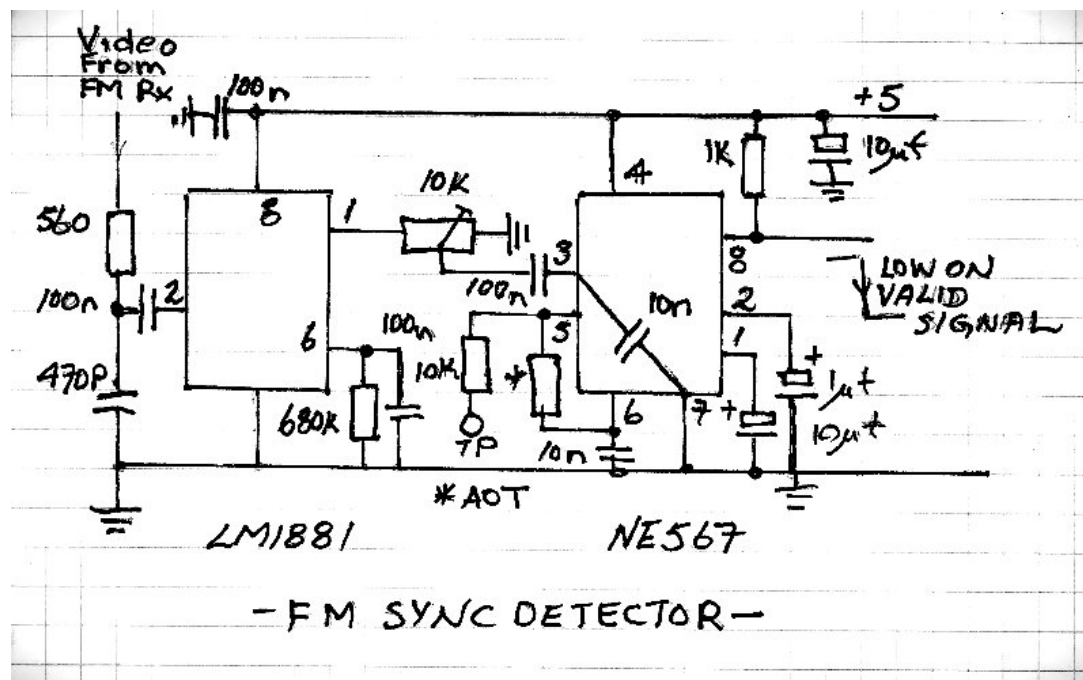 Video
From
FM Rx
100n
+5
10µf
1K
4
8
1
10K
560
3
8
100n
2
100n
5
10n
2
LOW ON
VALID
SIGNAL
6
100n
1
470P
10K
*
+
1µf
680K
6
7
+
10µf
TP
10n
*AOT
LM1881
NE567
-FM SYNC DETECTOR-